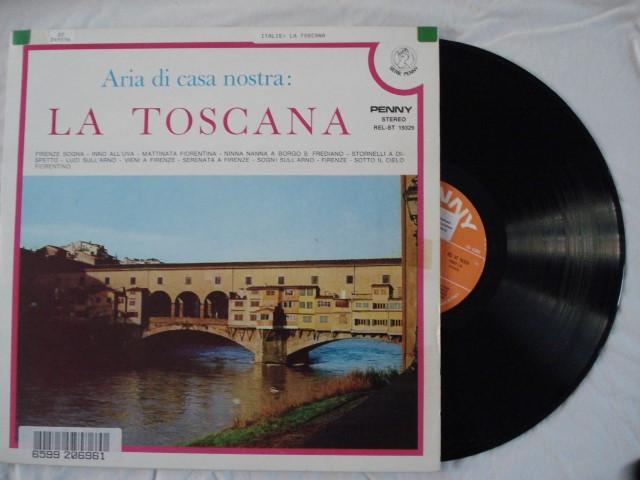 ITALIE: LA TOSCANA
Aria di casa nostra:
SERIE PENNY
LA TOSCANA
PENNY
STEREO
REL-ST 19329
FIRENZE SOGNA - INNO ALL'UVA - MATTINATA FIORENTINA - NINNA NANNA A BORGO S. FREDIANO - STORNELLI A DI-
SPETTO - LUCI SULL'ARNO - VIENI A FIRENZE - SERENATA A FIRENZE - SOGNI SULL'ARNO - FIRENZE - SOTTO IL CIELO
FIORENTINO
PENNY
6599 206961